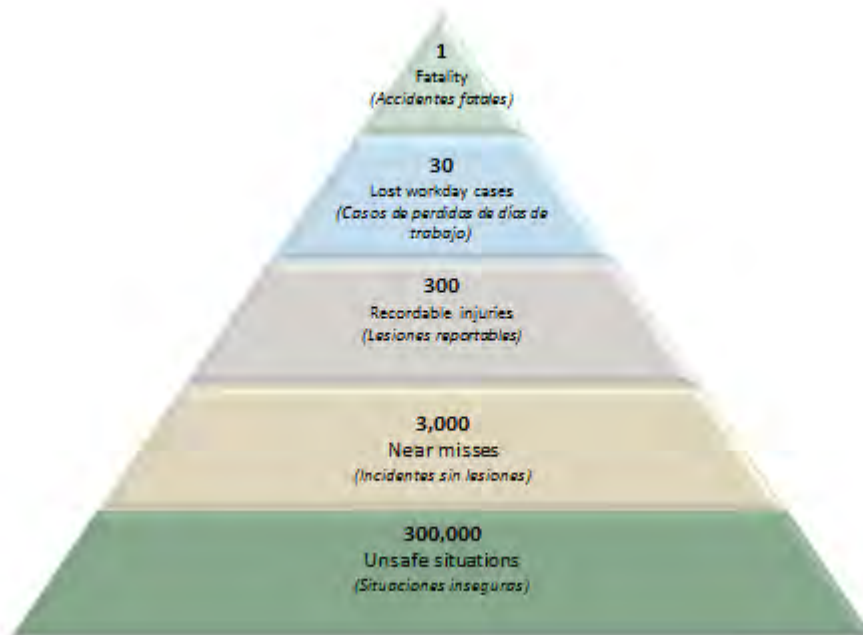 1
Fatality
(Accidentes fatales)
30
Lost workday cases
(Casos de perdidas de días de
trabajo)
300
Recordable injuries
(Lesiones reportables)
3,000
Near misses
(Incidentes sin lesiones)
300,000
Unsafe situations
(Situaciones inseguras)